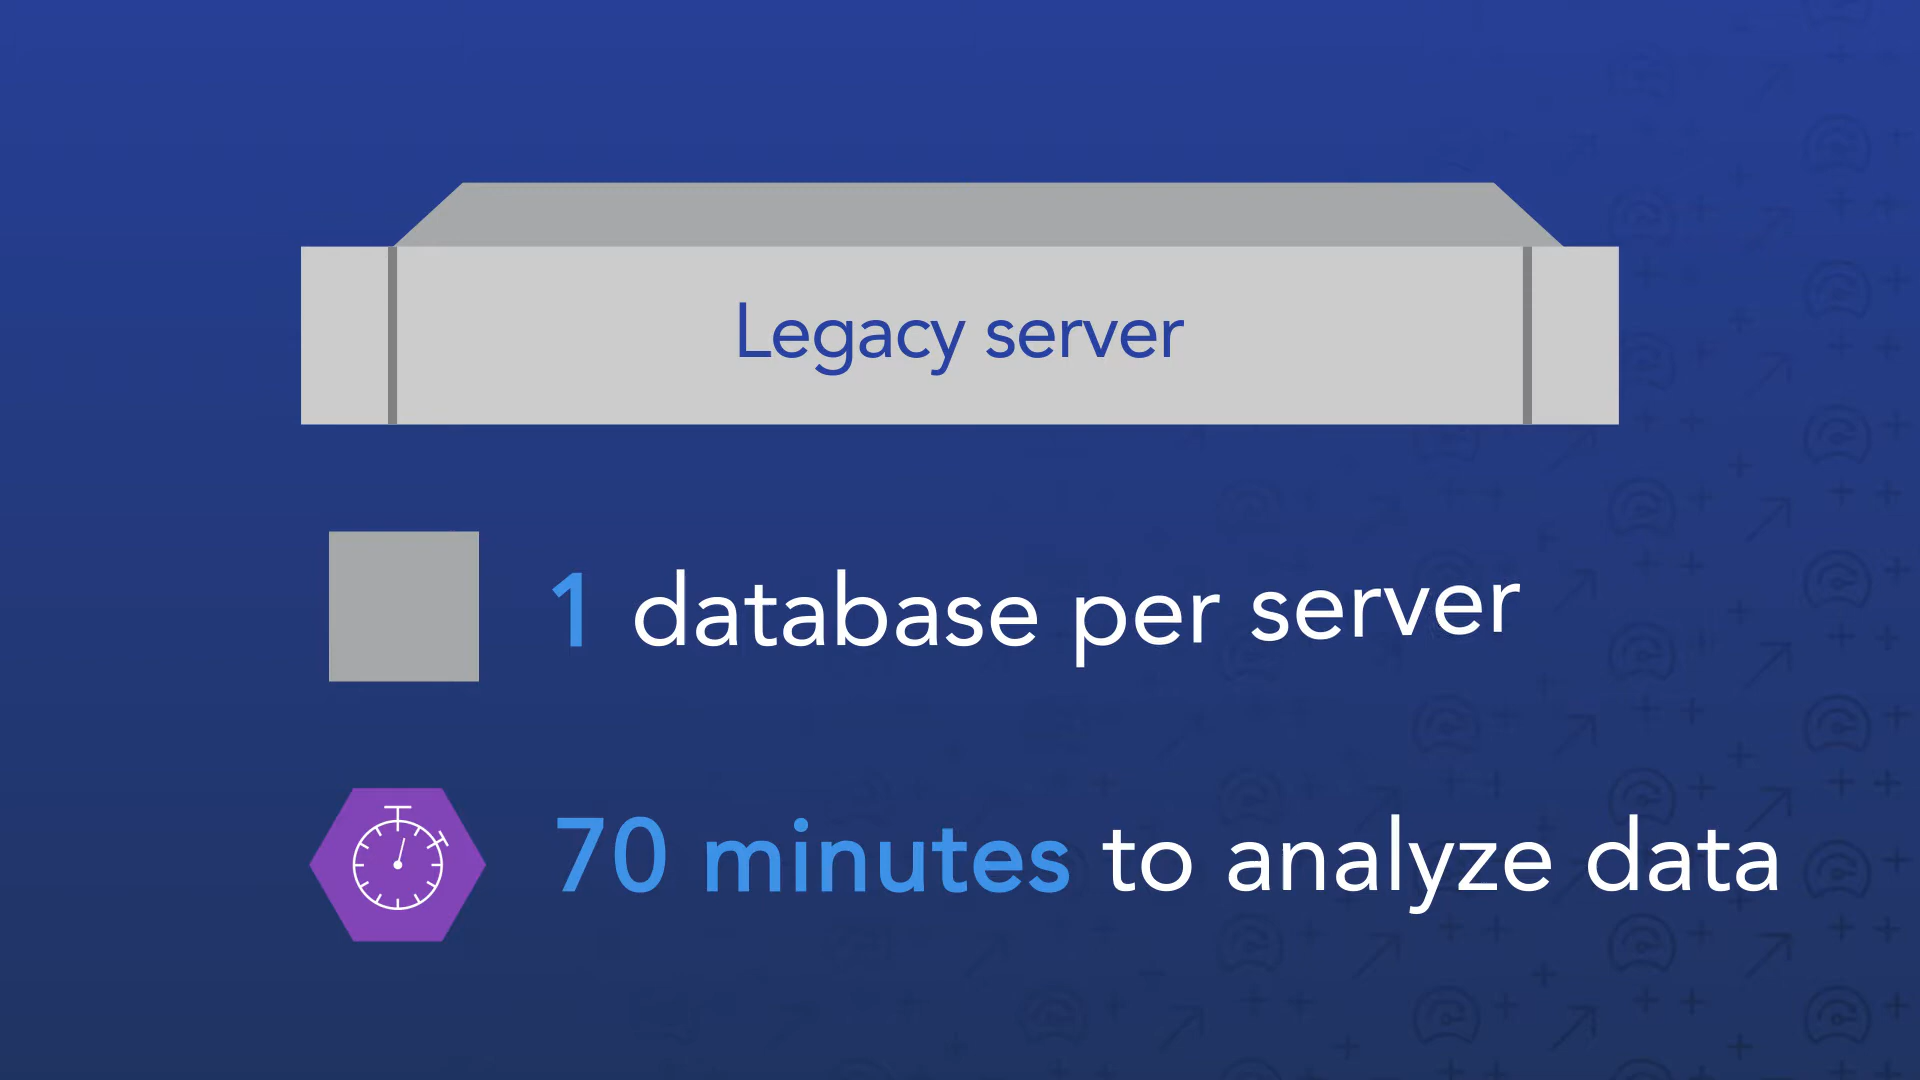 Legacy server
1 database per server
70 minutes to analyze data